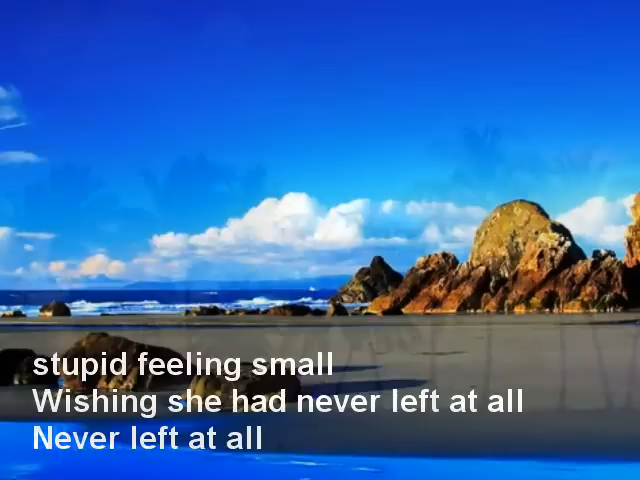 stupid feeling small
Wishing she had never left at all
Never left at all